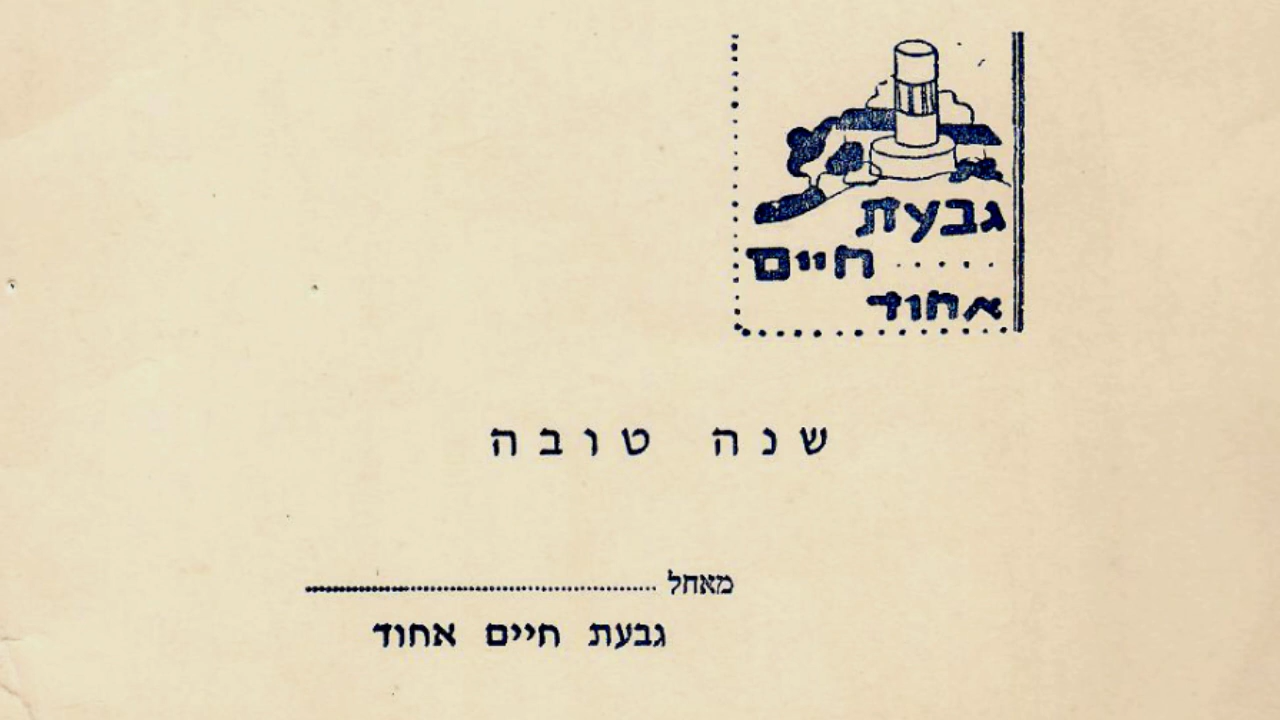 גבעת
חיים
אחוד
שנה טובה
מאחל
גבעת חיים אחוד